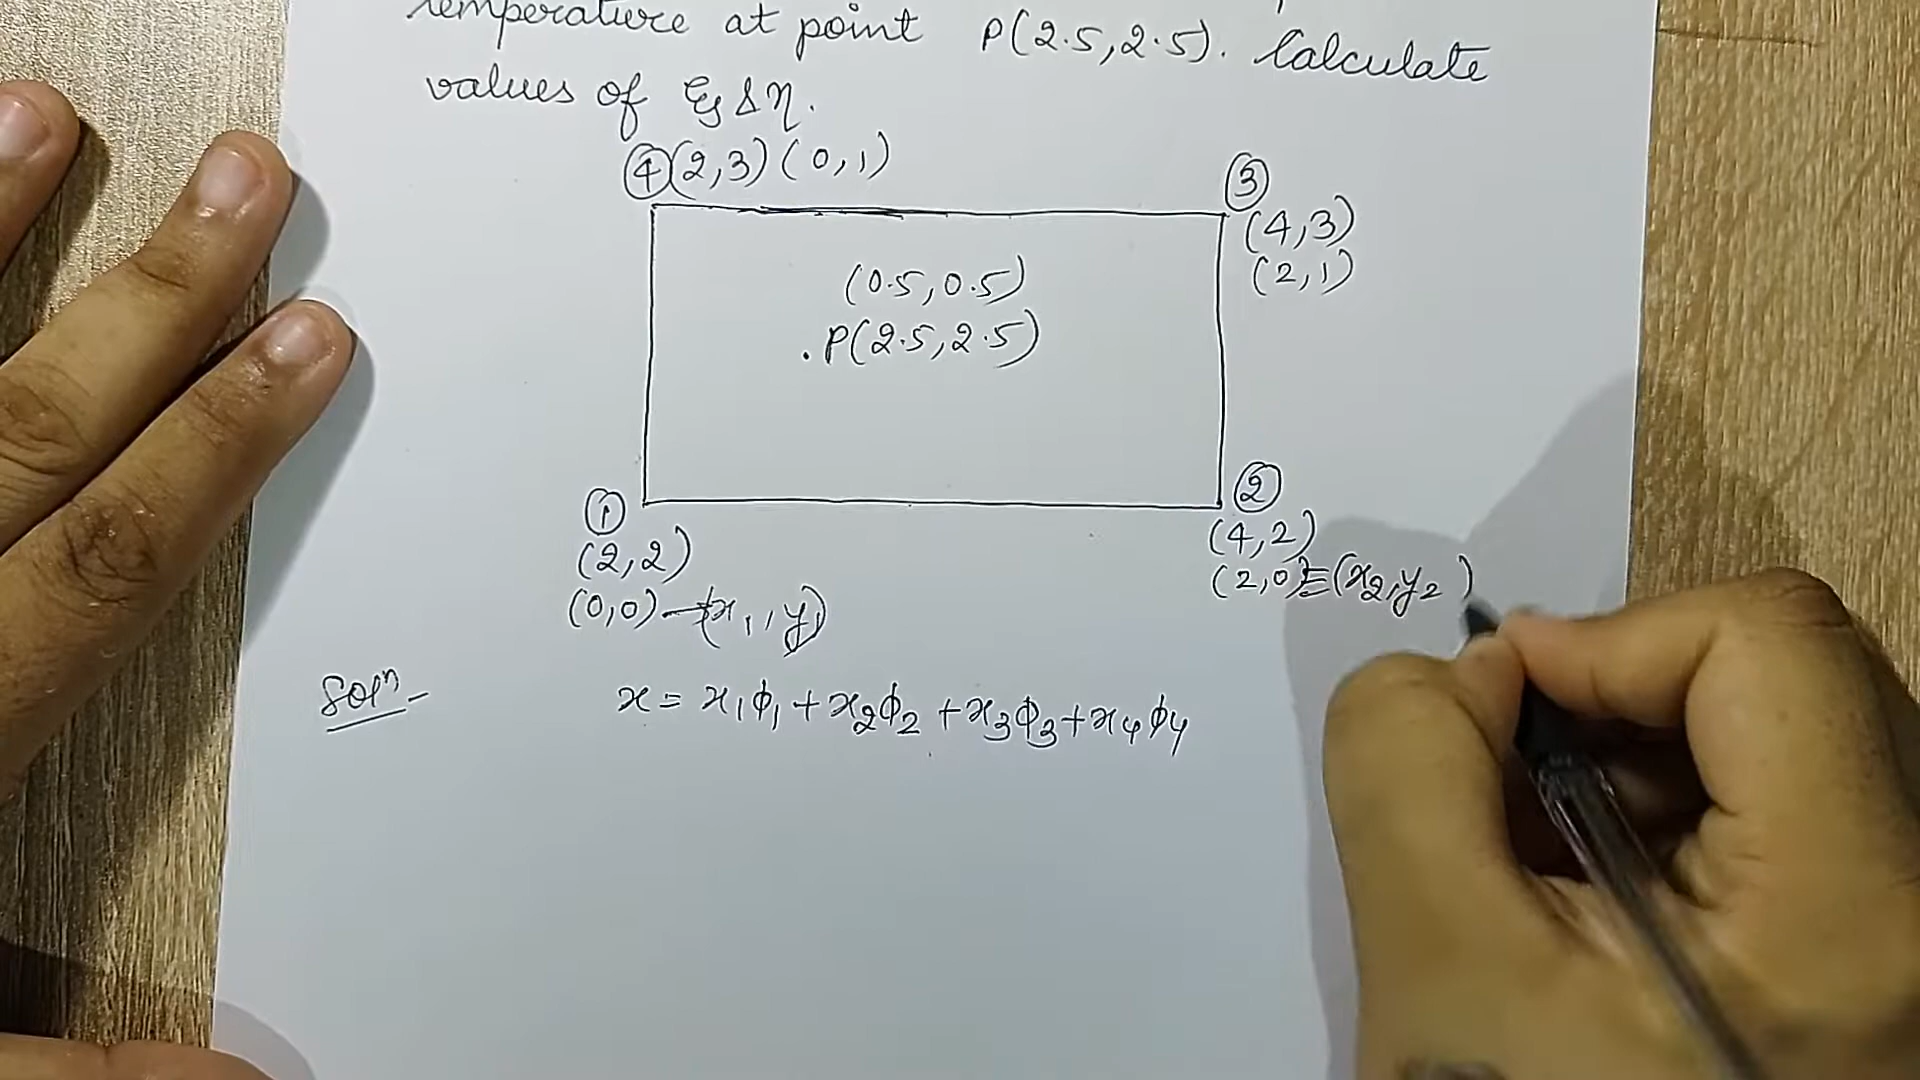 temperature at point P(2.5,2.5). Calculate
values of ξ & η.
④(2,3)(0,1)
③
(4,3)
(2,1)
(0.5,0.5)
.P(2.5,2.5)
①
(2,2)
(0,0)→(x₁,y₁)
②
(4,2)
(2,0)≡(x₂,y₂)
Solⁿ-
x = x₁ϕ₁+x₂ϕ₂+x₃ϕ₃+x₄ϕ₄